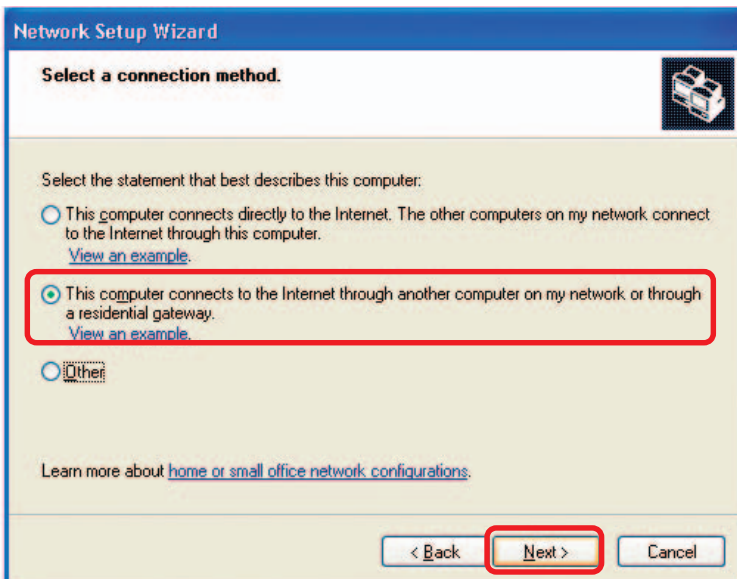 Network Setup Wizard
Select a connection method.
Select the statement that best describes this computer:
This computer connects directly to the Internet. The other computers on my network connect
to the Internet through this computer.
View an example.
This computer connects to the Internet through another computer on my network or through
a residential gateway.
View an example.
Other
Learn more about home or small office network configurations.
< Back
Next >
Cancel